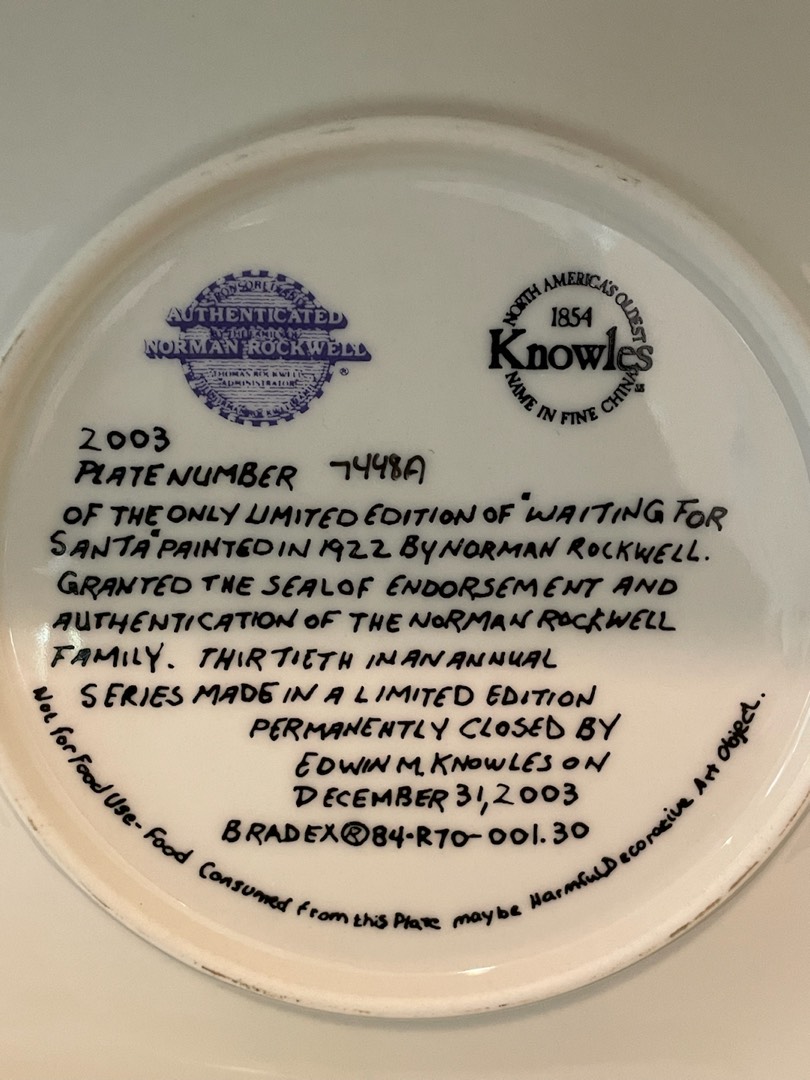 AUTHENTICATED
NORMAN ROCKWELL
THOMAS ROCKWELL
ADMINISTRATOR
®
NORTH AMERICA'S OLDEST
1854
Knowles
NAME IN FINE CHINA
2003
PLATE NUMBER 7448A
OF THE ONLY LIMITED EDITION OF "WAITING FOR
SANTA" PAINTED IN 1922 BY NORMAN ROCKWELL.
GRANTED THE SEAL OF ENDORSEMENT AND
AUTHENTICATION OF THE NORMAN ROCKWELL
FAMILY. THIRTIETH IN AN ANNUAL
SERIES MADE IN A LIMITED EDITION
PERMANENTLY CLOSED BY
EDWIN M. KNOWLES ON
DECEMBER 31, 2003
BRADEX®84-R70-001.30
Not for Food Use- Food Consumed from this Plate may be Harmful. Decorative Art Object.